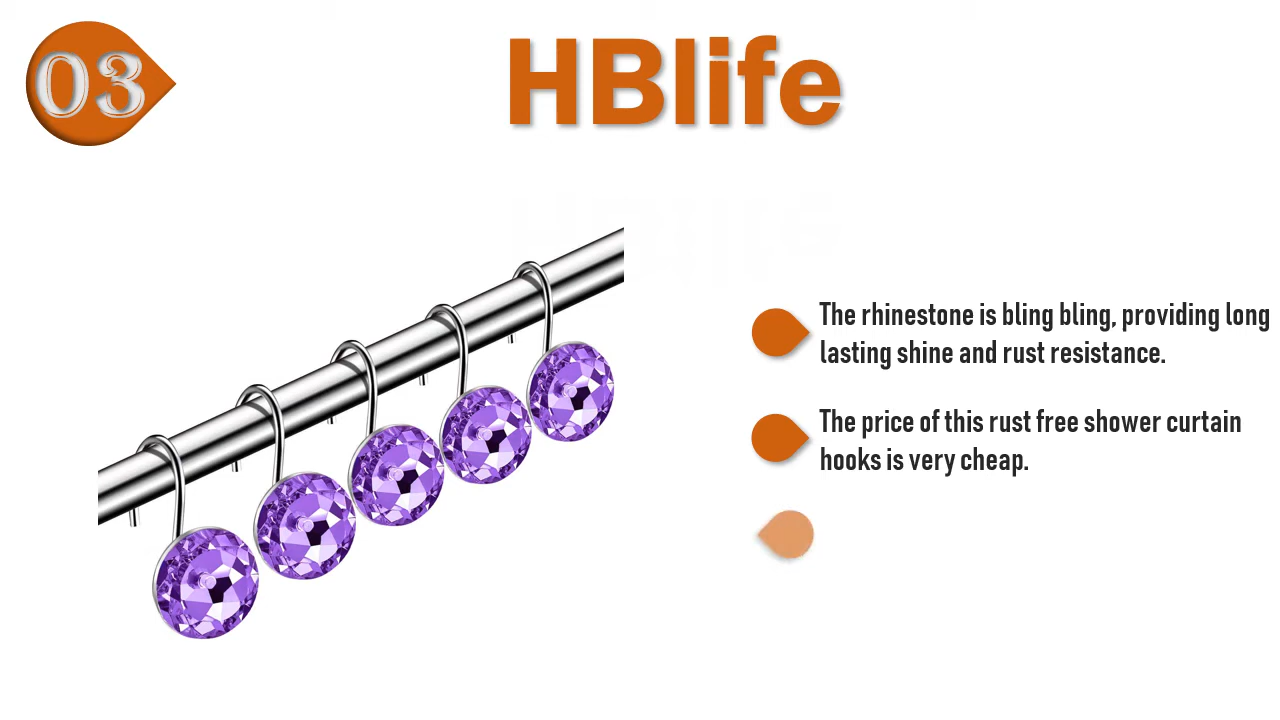 03
HBlife
The rhinestone is bling bling, providing long
lasting shine and rust resistance.
The price of this rust free shower curtain
hooks is very cheap.